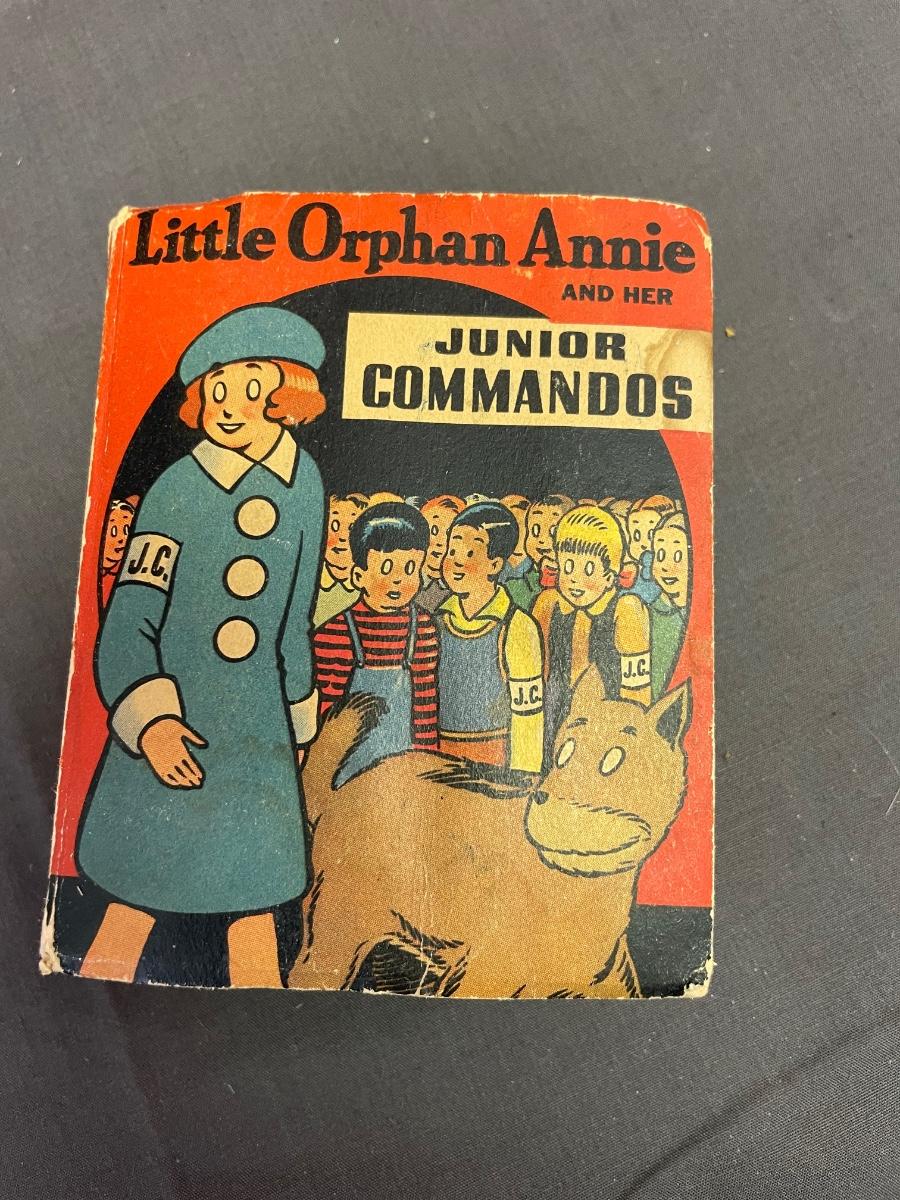 Little Orphan Annie
AND HER
JUNIOR
COMMANDOS
J.C.
J.C.
J.C.